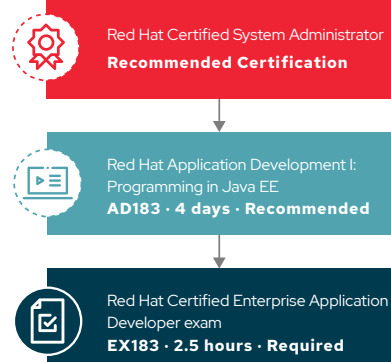 Red Hat Certified System Administrator
Recommended Certification
Red Hat Application Development I:
Programming in Java EE
AD183 · 4 days · Recommended
Red Hat Certified Enterprise Application
Developer exam
EX183 · 2.5 hours · Required